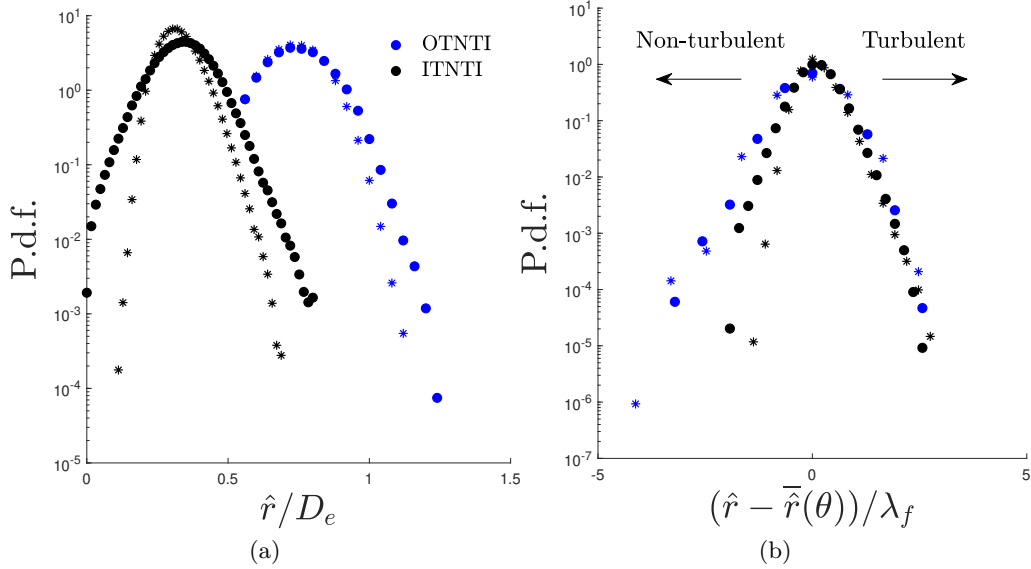 10^1
10^0
10^-1
10^-2
10^-3
10^-4
10^-5
P.d.f.
OTNTI
ITNTI
0
0.5
1
1.5
r̂/D_e
(a)
10^1
10^0
10^-1
10^-2
10^-3
10^-4
10^-5
10^-6
10^-7
P.d.f.
Non-turbulent
Turbulent
-5
0
5
(r̂ − r̂̅(θ))/λ_f
(b)